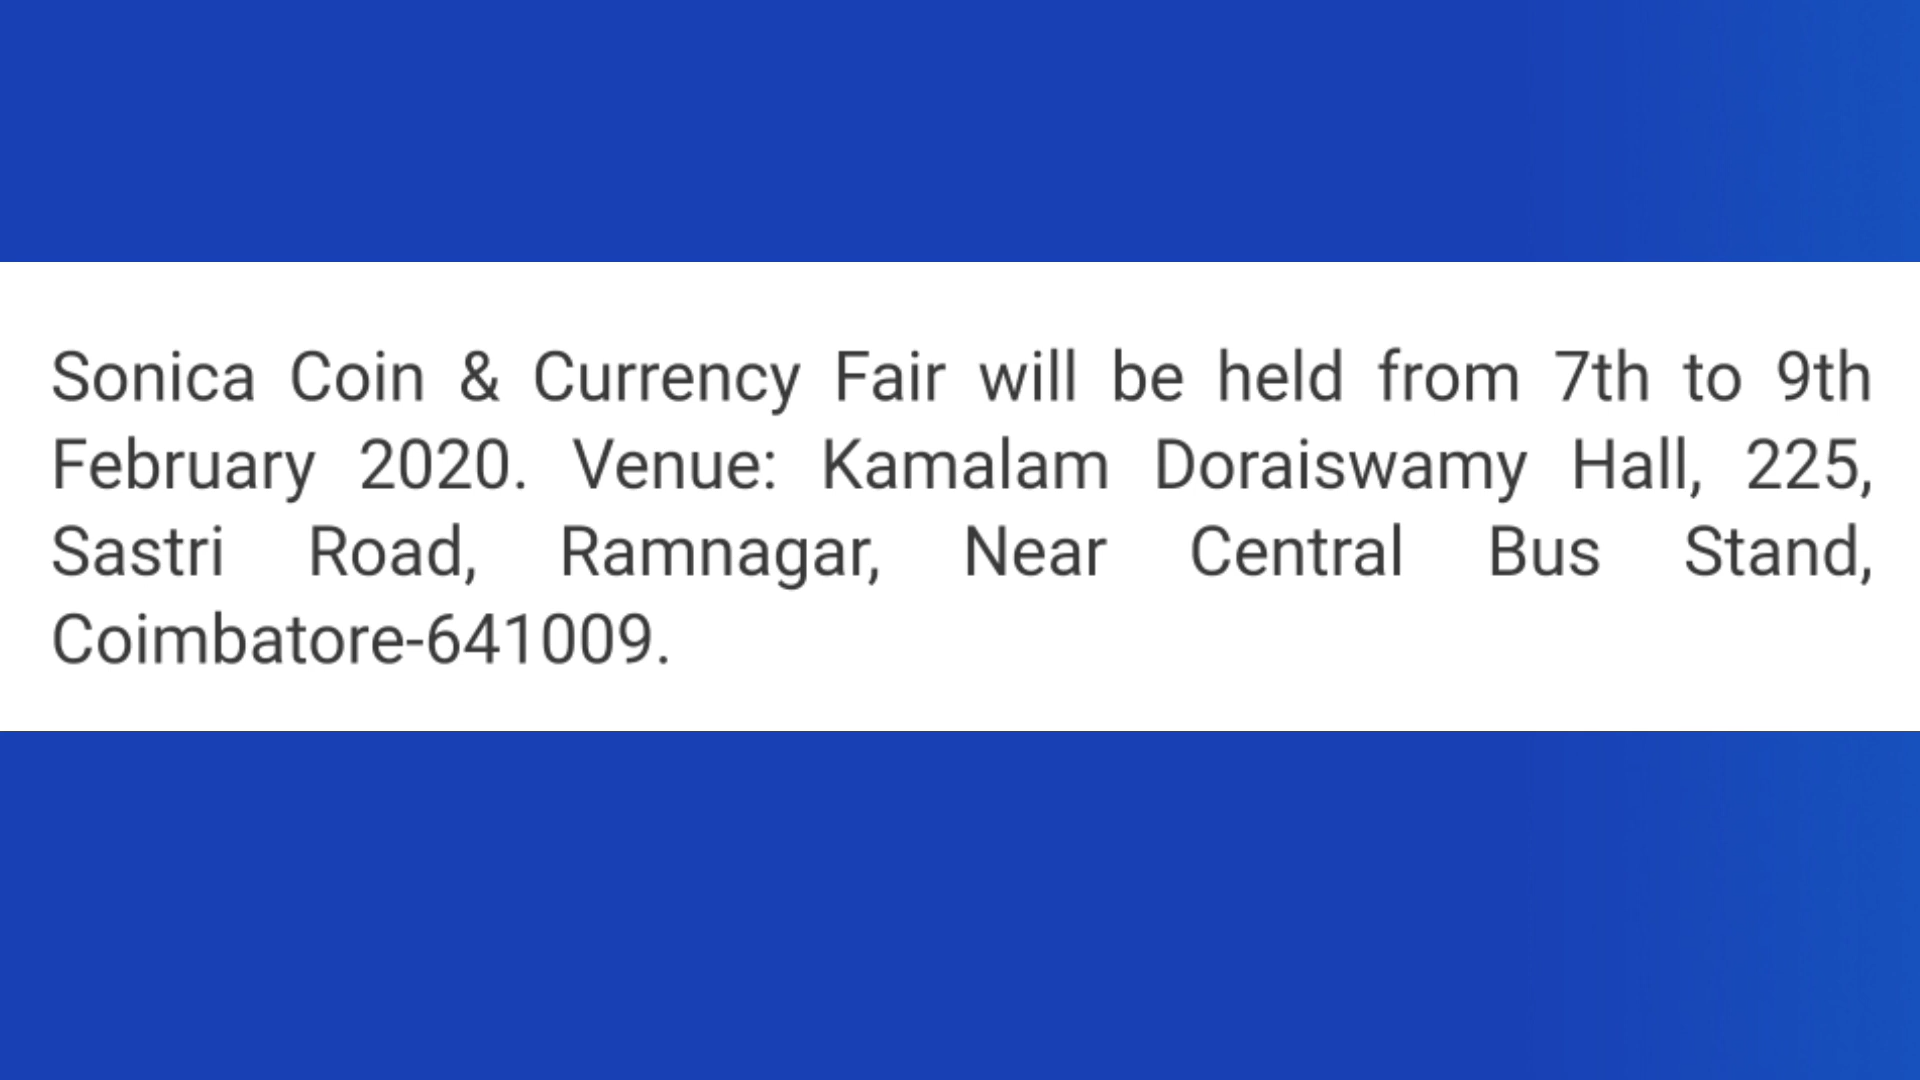 Sonica Coin & Currency Fair will be held from 7th to 9th
February 2020. Venue: Kamalam Doraiswamy Hall, 225,
Sastri Road, Ramnagar, Near Central Bus Stand,
Coimbatore-641009.